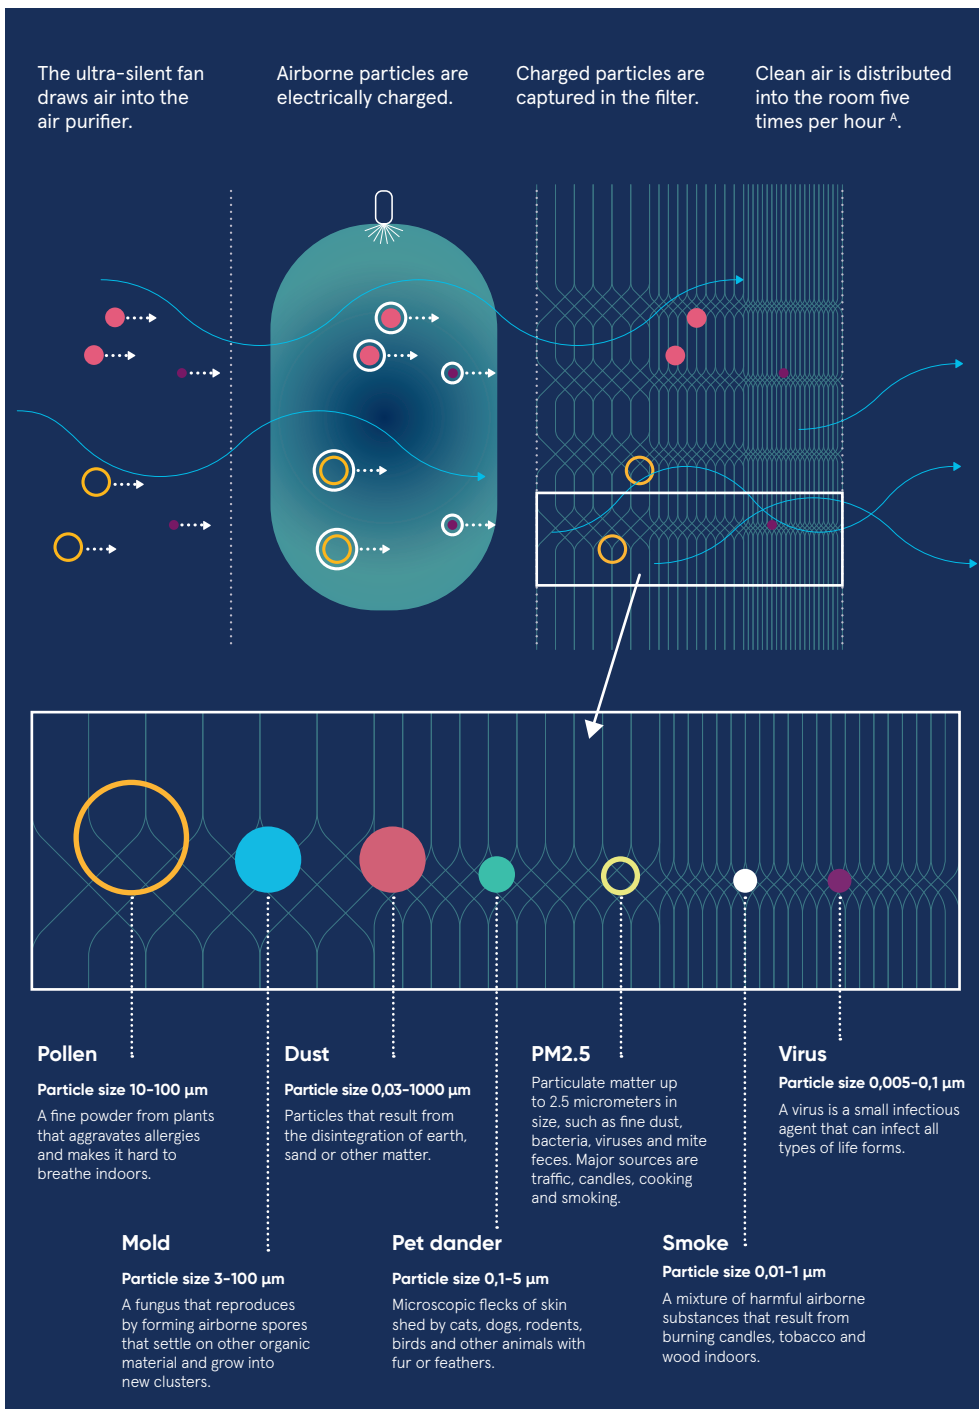 The ultra-silent fan
draws air into the
air purifier.
Airborne particles are
electrically charged.
Charged particles are
captured in the filter.
Clean air is distributed
into the room five
times per hour A.
Pollen
Particle size 10-100 μm
A fine powder from plants
that aggravates allergies
and makes it hard to
breathe indoors.
Dust
Particle size 0,03-1000 μm
Particles that result from
the disintegration of earth,
sand or other matter.
PM2.5
Particulate matter up
to 2.5 micrometers in
size, such as fine dust,
bacteria, viruses and mite
feces. Major sources are
traffic, candles, cooking
and smoking.
Virus
Particle size 0,005-0,1 μm
A virus is a small infectious
agent that can infect all
types of life forms.
Mold
Particle size 3-100 μm
A fungus that reproduces
by forming airborne spores
that settle on other organic
material and grow into
new clusters.
Pet dander
Particle size 0,1-5 μm
Microscopic flecks of skin
shed by cats, dogs, rodents,
birds and other animals with
fur or feathers.
Smoke
Particle size 0,01-1 μm
A mixture of harmful airborne
substances that result from
burning candles, tobacco and
wood indoors.